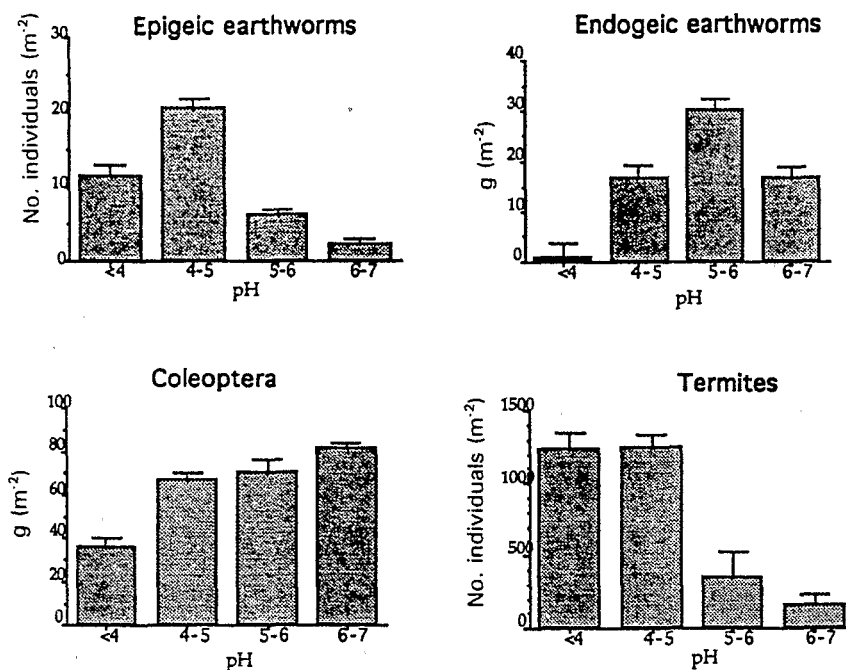 Epigeic earthworms
No. individuals (m⁻²)
30
20
10
0
<4 4-5 5-6 6-7
pH
Endogeic earthworms
g (m⁻²)
40
30
20
10
0
<4 4-5 5-6 6-7
pH
Coleoptera
g (m⁻²)
100
80
60
40
20
0
<4 4-5 5-6 6-7
pH
Termites
No. individuals (m⁻²)
1500
1000
500
0
<4 4-5 5-6 6-7
pH